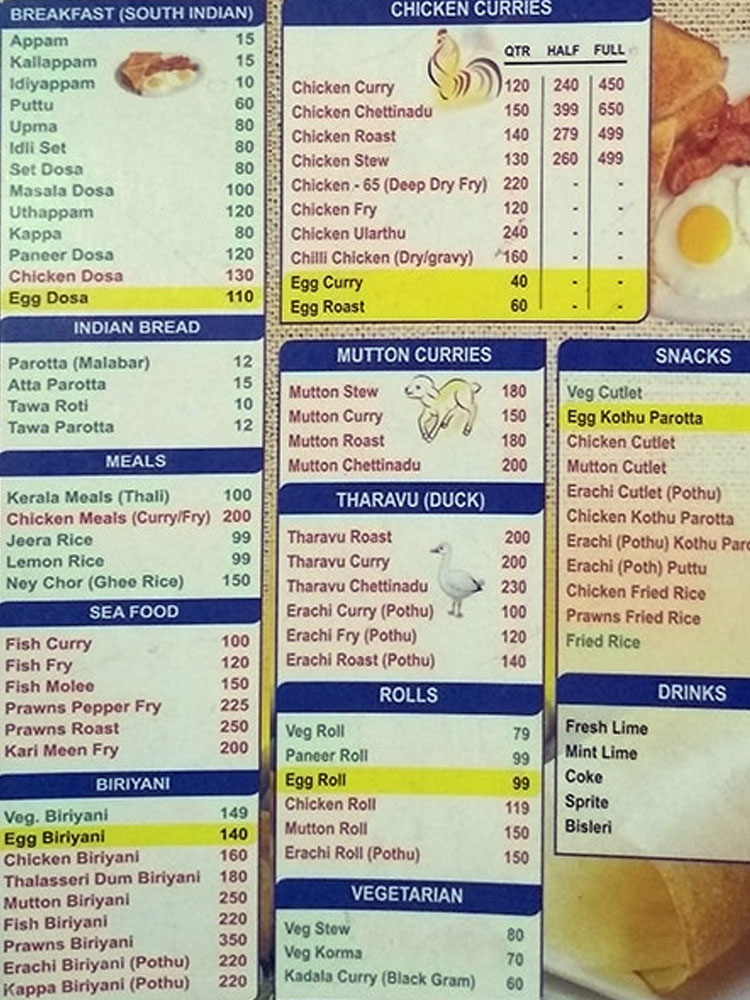 BREAKFAST (SOUTH INDIAN)
Appam 15
Kallappam 15
Idiyappam 10
Puttu 60
Upma 80
Idli Set 80
Set Dosa 80
Masala Dosa 100
Uthappam 120
Kappa 80
Paneer Dosa 120
Chicken Dosa 130
Egg Dosa 110
INDIAN BREAD
Parotta (Malabar) 12
Atta Parotta 15
Tawa Roti 10
Tawa Parotta 12
MEALS
Kerala Meals (Thali) 100
Chicken Meals (Curry/Fry) 200
Jeera Rice 99
Lemon Rice 99
Ney Chor (Ghee Rice) 150
SEA FOOD
Fish Curry 100
Fish Fry 120
Fish Molee 150
Prawns Pepper Fry 225
Prawns Roast 250
Kari Meen Fry 200
BIRIYANI
Veg. Biriyani 149
Egg Biriyani 140
Chicken Biriyani 160
Thalasseri Dum Biriyani 180
Mutton Biriyani 250
Fish Biriyani 220
Prawns Biriyani 350
Erachi Biriyani (Pothu) 220
Kappa Biriyani (Pothu) 220
CHICKEN CURRIES
QTR HALF FULL
Chicken Curry 120 240 450
Chicken Chettinadu 150 399 650
Chicken Roast 140 279 499
Chicken Stew 130 260 499
Chicken - 65 (Deep Dry Fry) 220 - -
Chicken Fry 120 - -
Chicken Ularthu 240 - -
Chilli Chicken (Dry/gravy) 160 - -
Egg Curry 40 - -
Egg Roast 60 - -
MUTTON CURRIES
Mutton Stew 180
Mutton Curry 150
Mutton Roast 180
Mutton Chettinadu 200
THARAVU (DUCK)
Tharavu Roast 200
Tharavu Curry 200
Tharavu Chettinadu 230
Erachi Curry (Pothu) 100
Erachi Fry (Pothu) 120
Erachi Roast (Pothu) 140
ROLLS
Veg Roll 79
Paneer Roll 99
Egg Roll 99
Chicken Roll 119
Mutton Roll 150
Erachi Roll (Pothu) 150
VEGETARIAN
Veg Stew 80
Veg Korma 70
Kadala Curry (Black Gram) 60
SNACKS
Veg Cutlet
Egg Kothu Parotta
Chicken Cutlet
Mutton Cutlet
Erachi Cutlet (Pothu)
Chicken Kothu Parotta
Erachi (Pothu) Kothu Paro
Erachi (Poth) Puttu
Chicken Fried Rice
Prawns Fried Rice
Fried Rice
DRINKS
Fresh Lime
Mint Lime
Coke
Sprite
Bisleri